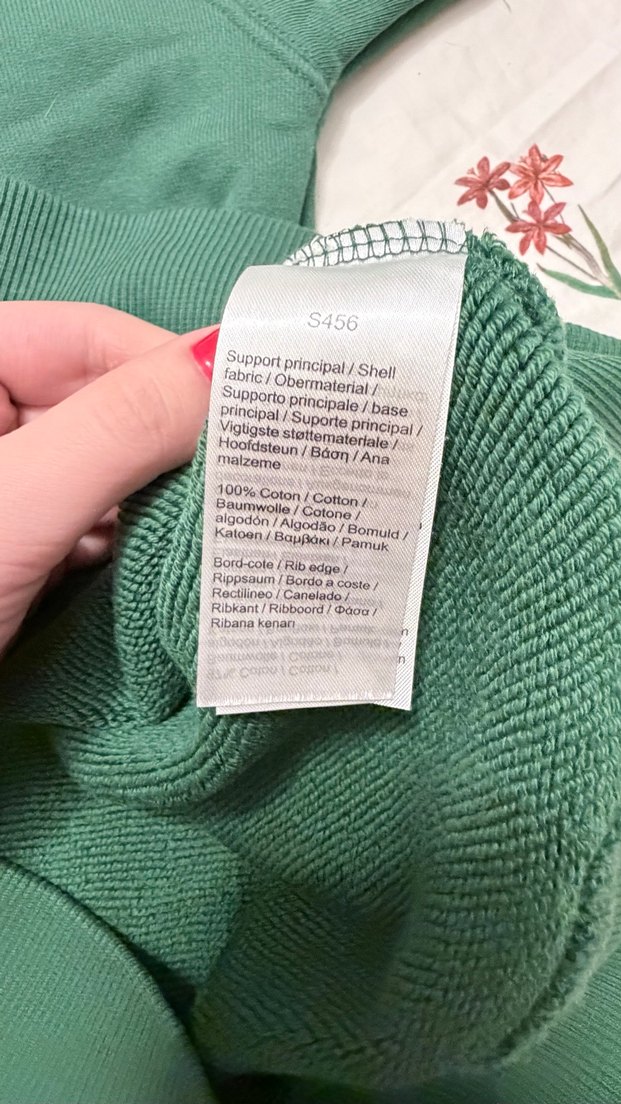 S456
Support principal / Shell
fabric / Obermaterial /
Supporto principale / base
principal / Suporte principal /
Vigtigste støttemateriale /
Hoofdsteun / Βάση / Ana
malzeme
100% Coton / Cotton /
Baumwolle / Cotone /
algodón / Algodão / Bomuld /
Katoen / Βαμβάκι / Pamuk
Bord-cote / Rib edge /
Rippsaum / Bordo a coste /
Rectilineo / Canelado /
Ribkant / Ribboord / Φάσα /
Ribana kenarı